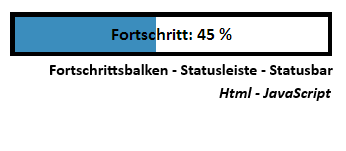 Fortschritt: 45 %
Fortschrittsbalken - Statusleiste - Statusbar
Html - JavaScript